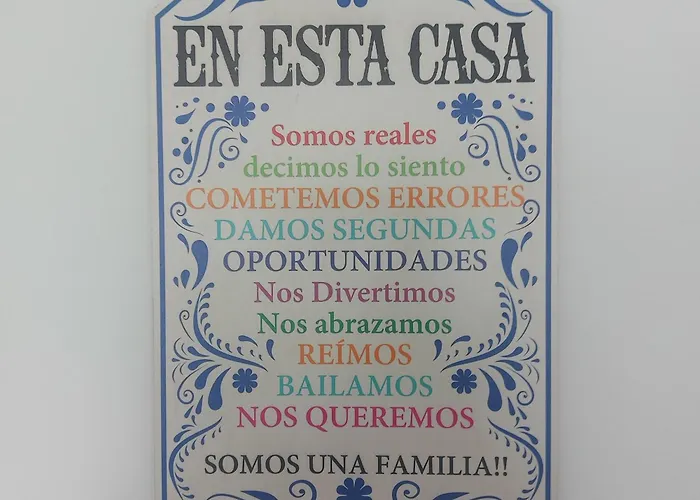 EN ESTA CASA
Somos reales
decimos lo siento
COMETEMOS ERRORES
DAMOS SEGUNDAS
OPORTUNIDADES
Nos Divertimos
Nos abrazamos
REÍMOS
BAILAMOS
NOS QUEREMOS
SOMOS UNA FAMILIA!!